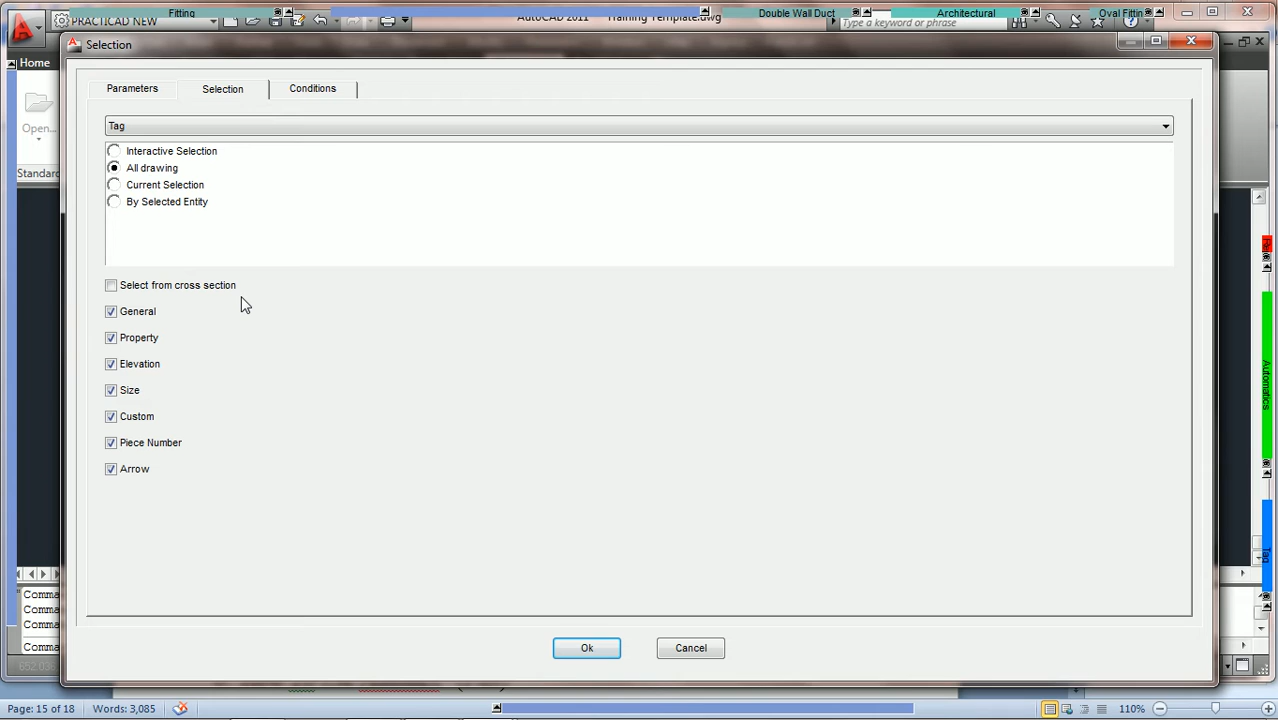 PRACTICAD NEW
Fitting
AutoCAD 2011
Training Template.dwg
Double Wall Duct
Architectural
Oval Fittin
Type a keyword or phrase
Selection
Home
Open...
Standard
Parameters
Selection
Conditions
Tag
Interactive Selection
All drawing
Current Selection
By Selected Entity
Select from cross section
General
Property
Elevation
Size
Custom
Piece Number
Arrow
Automatics
Tag
Ok
Cancel
Comma
Comma
Comma
Comma
Page: 15 of 18
Words: 3,085
110%